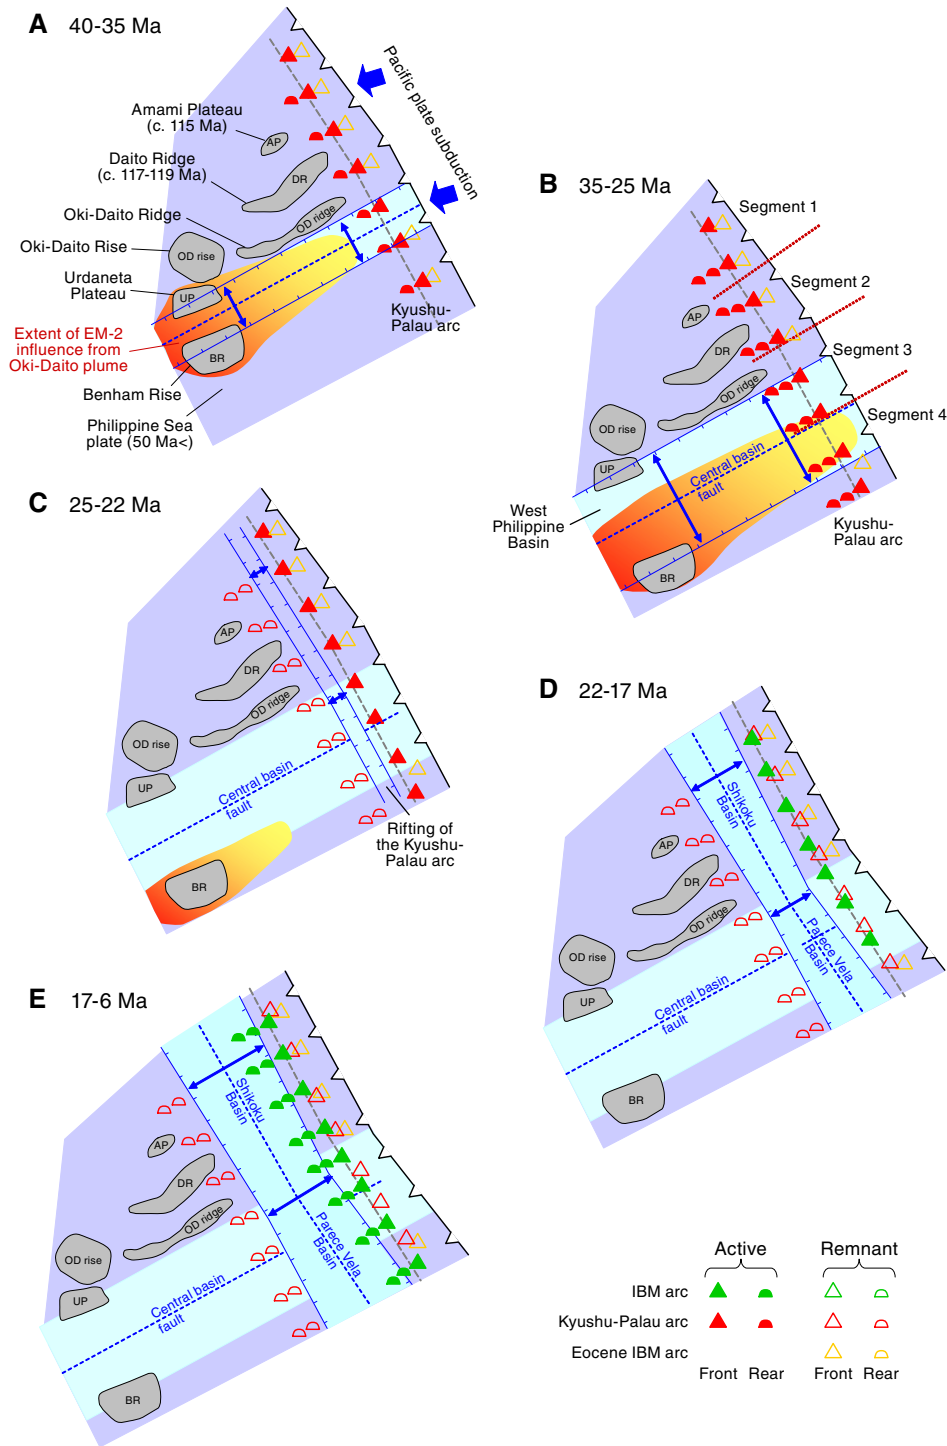 A 40-35 Ma
Pacific plate subduction
Amami Plateau
(c. 115 Ma)
AP
Daito Ridge
(c. 117-119 Ma)
DR
Oki-Daito Ridge
OD ridge
Oki-Daito Rise
OD rise
Urdaneta
Plateau
UP
Extent of EM-2
influence from
Oki-Daito plume
BR
Benham Rise
Philippine Sea
plate (50 Ma<)
Kyushu-
Palau arc
B 35-25 Ma
Segment 1
Segment 2
Segment 3
Segment 4
AP
DR
OD ridge
OD rise
UP
Central basin
fault
West
Philippine
Basin
BR
Kyushu-
Palau arc
C 25-22 Ma
AP
DR
OD ridge
OD rise
UP
Central basin
fault
BR
Rifting of
the Kyushu-
Palau arc
D 22-17 Ma
Shikoku
Basin
AP
DR
OD ridge
OD rise
UP
Parece Vela
Basin
Central basin
fault
BR
E 17-6 Ma
Shikoku
Basin
AP
DR
OD ridge
OD rise
UP
Parece Vela
Basin
Central basin
fault
BR
Active Remnant
IBM arc
Kyushu-Palau arc
Eocene IBM arc
Front Rear Front Rear